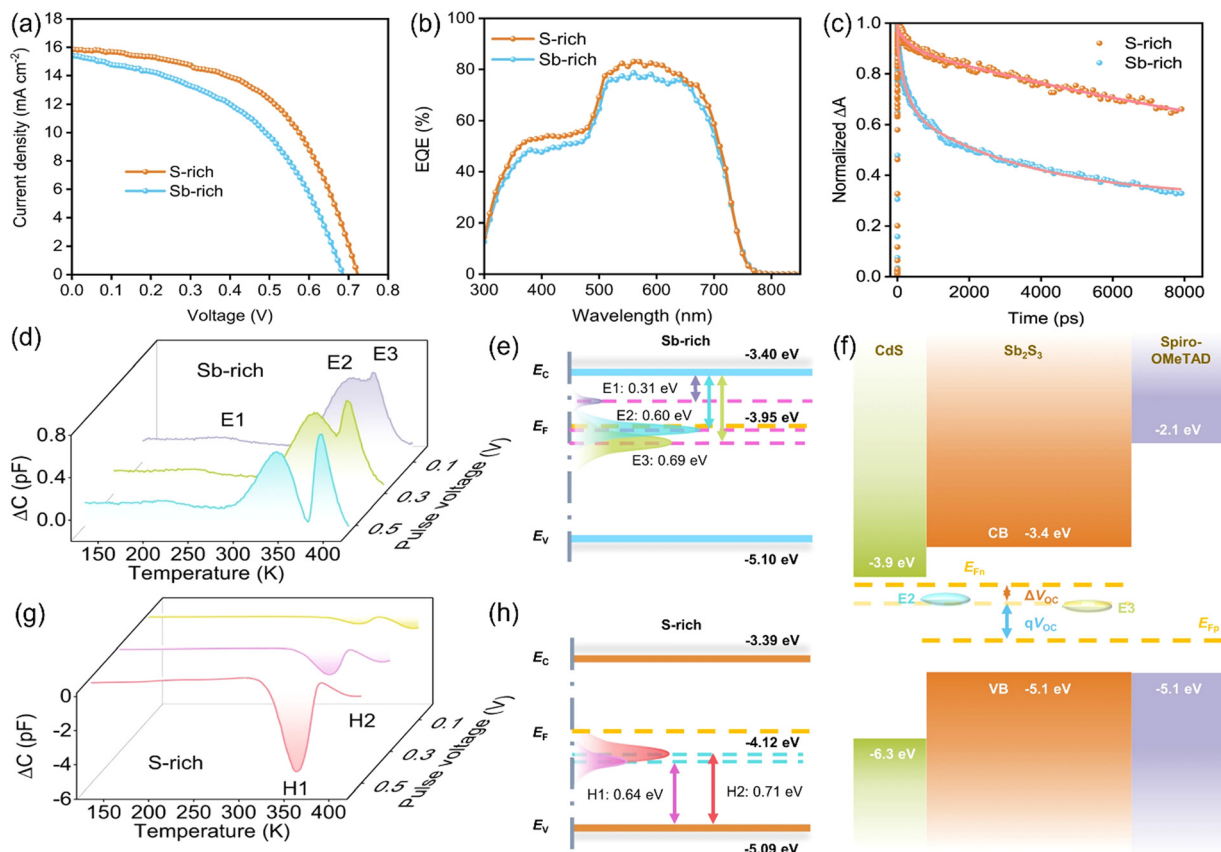 (a)
16
14
12
10
8
6
4
2
0
Current density (mA cm⁻²)
S-rich
Sb-rich
0.0 0.1 0.2 0.3 0.4 0.5 0.6 0.7 0.8
Voltage (V)
(b)
100
80
60
40
20
0
EQE (%)
S-rich
Sb-rich
300 400 500 600 700 800
Wavelength (nm)
(c)
1.0
0.8
0.6
0.4
0.2
0.0
Normalized ΔA
S-rich
Sb-rich
0 2000 4000 6000 8000
Time (ps)
(d)
Sb-rich
E1
E2
E3
0.8
0.4
0.0
ΔC (pF)
150 200 250 300 350 400
Temperature (K)
0.1
0.3
0.5
Pulse voltage (V)
(e)
Sb-rich
EC
-3.40 eV
E1: 0.31 eV
E2: 0.60 eV
-3.95 eV
EF
E3: 0.69 eV
EV
-5.10 eV
(f)
CdS
Sb₂S₃
Spiro-
OMeTAD
-2.1 eV
CB -3.4 eV
-3.9 eV
EFn
E2
ΔVOC
E3
qVOC
EFp
VB -5.1 eV
-5.1 eV
-6.3 eV
(g)
0
-2
-4
-6
ΔC (pF)
S-rich
H1
H2
150 200 250 300 350 400
Temperature (K)
0.1
0.3
0.5
Pulse voltage (V)
(h)
S-rich
-3.39 eV
EC
EF
-4.12 eV
H1: 0.64 eV
H2: 0.71 eV
EV
-5.09 eV